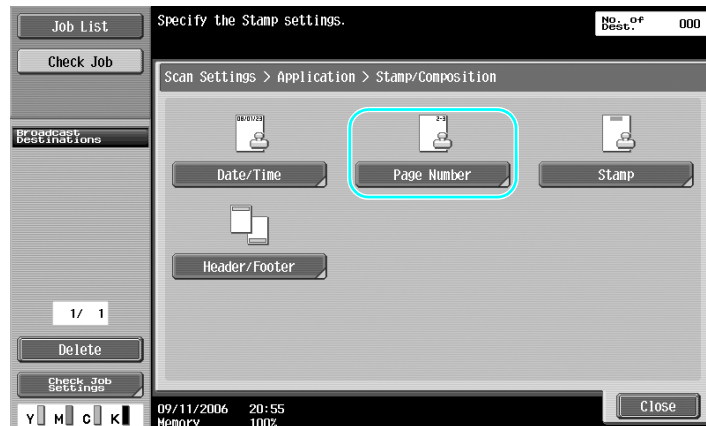 Job List
Check Job
Broadcast
Destinations
1/ 1
Delete
Check Job
Settings
Y M C K
Specify the Stamp settings.
No. of
Dest. 000
Scan Settings > Application > Stamp/Composition
08/01/23
Date/Time
2-3
Page Number
Stamp
Header/Footer
09/11/2006 20:55
Memory 100%
Close